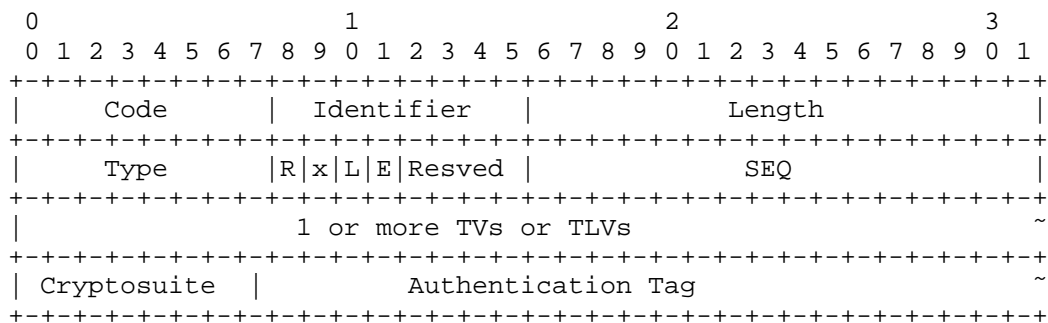 0                   1                   2                   3
 0 1 2 3 4 5 6 7 8 9 0 1 2 3 4 5 6 7 8 9 0 1 2 3 4 5 6 7 8 9 0 1
+-+-+-+-+-+-+-+-+-+-+-+-+-+-+-+-+-+-+-+-+-+-+-+-+-+-+-+-+-+-+-+-+
|     Code      |  Identifier   |            Length             |
+-+-+-+-+-+-+-+-+-+-+-+-+-+-+-+-+-+-+-+-+-+-+-+-+-+-+-+-+-+-+-+-+
|     Type      |R|x|L|E|Resved |             SEQ               |
+-+-+-+-+-+-+-+-+-+-+-+-+-+-+-+-+-+-+-+-+-+-+-+-+-+-+-+-+-+-+-+-+
|                 1 or more TVs or TLVs                         ~
+-+-+-+-+-+-+-+-+-+-+-+-+-+-+-+-+-+-+-+-+-+-+-+-+-+-+-+-+-+-+-+-+
| Cryptosuite  |         Authentication Tag                     ~
+-+-+-+-+-+-+-+-+-+-+-+-+-+-+-+-+-+-+-+-+-+-+-+-+-+-+-+-+-+-+-+-+